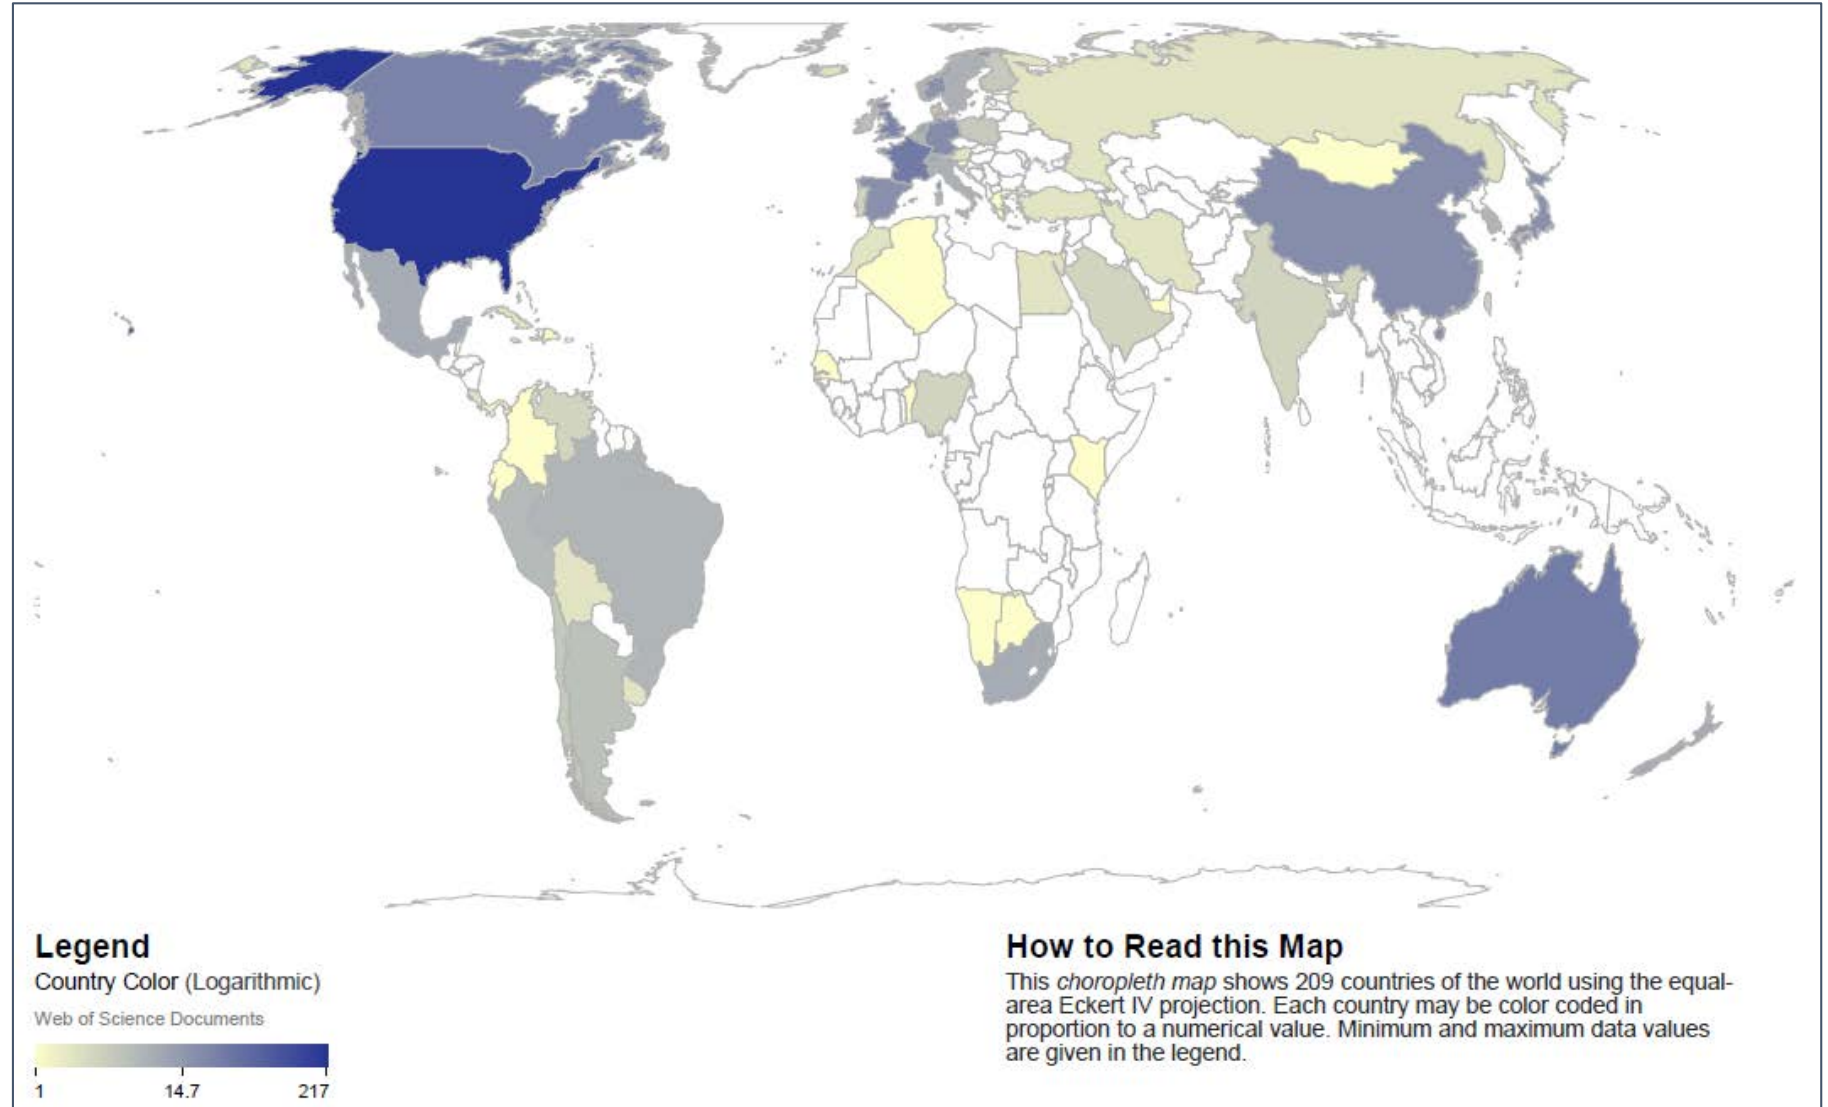 Legend
Country Color (Logarithmic)
Web of Science Documents
1 14.7 217
How to Read this Map
This choropleth map shows 209 countries of the world using the equal-
area Eckert IV projection. Each country may be color coded in
proportion to a numerical value. Minimum and maximum data values
are given in the legend.